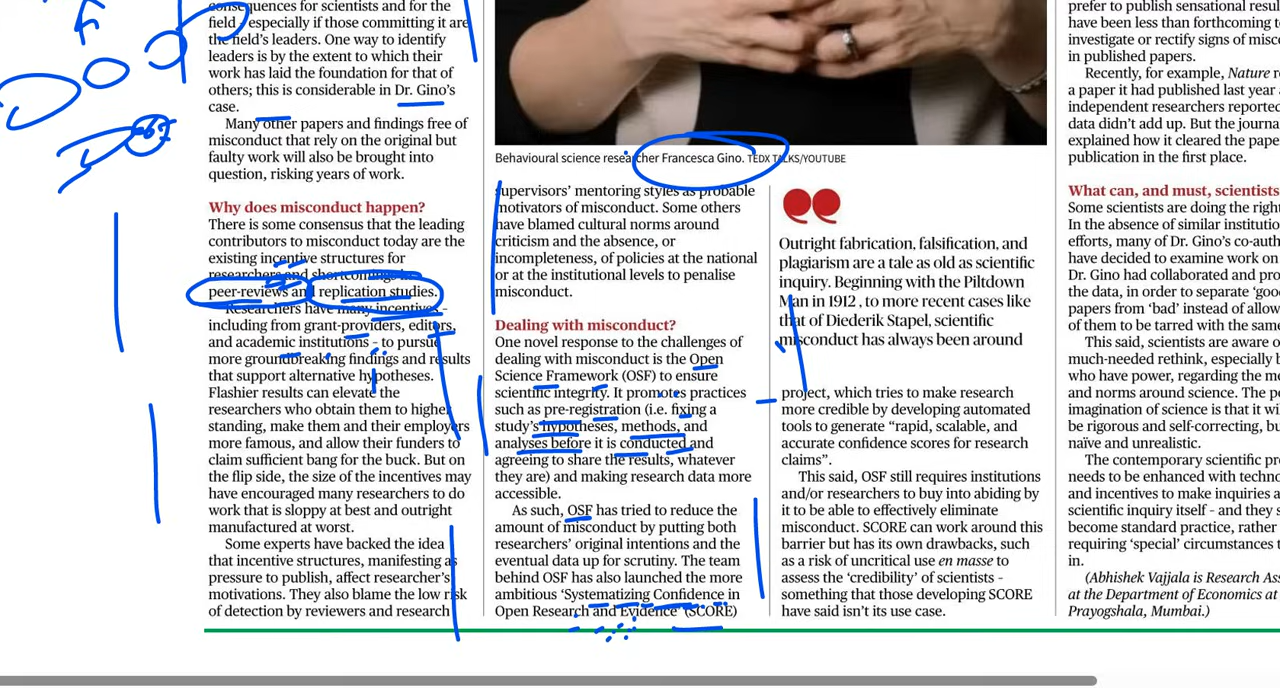 consequences for scientists and for the
field - especially if those committing it are
the field's leaders. One way to identify
leaders is by the extent to which their
work has laid the foundation for that of
others; this is considerable in Dr. Gino's
case.
Many other papers and findings free of
misconduct that rely on the original but
faulty work will also be brought into
question, risking years of work.
Why does misconduct happen?
There is some consensus that the leading
contributors to misconduct today are the
existing incentive structures for
researchers and shortcomings in
peer-reviews and replication studies.
Researchers have many incentives -
including from grant-providers, editors,
and academic institutions - to pursue
more groundbreaking findings and results
that support alternative hypotheses.
Flashier results can elevate the
researchers who obtain them to higher
standing, make them and their employers
more famous, and allow their funders to
claim sufficient bang for the buck. But on
the flip side, the size of the incentives may
have encouraged many researchers to do
work that is sloppy at best and outright
manufactured at worst.
Some experts have backed the idea
that incentive structures, manifesting as
pressure to publish, affect researcher's
motivations. They also blame the low risk
of detection by reviewers and research
Behavioural science researcher Francesca Gino. TEDX TALKS/YOUTUBE
supervisors' mentoring styles as probable
motivators of misconduct. Some others
have blamed cultural norms around
criticism and the absence, or
incompleteness, of policies at the national
or at the institutional levels to penalise
misconduct.
Dealing with misconduct?
One novel response to the challenges of
dealing with misconduct is the Open
Science Framework (OSF) to ensure
scientific integrity. It promotes practices
such as pre-registration (i.e. fixing a
study's hypotheses, methods, and
analyses before it is conducted and
agreeing to share the results, whatever
they are) and making research data more
accessible.
As such, OSF has tried to reduce the
amount of misconduct by putting both
researchers' original intentions and the
eventual data up for scrutiny. The team
behind OSF has also launched the more
ambitious 'Systematizing Confidence in
Open Research and Evidence' (SCORE)
Outright fabrication, falsification, and
plagiarism are a tale as old as scientific
inquiry. Beginning with the Piltdown
Man in 1912, to more recent cases like
that of Diederik Stapel, scientific
misconduct has always been around
project, which tries to make research
more credible by developing automated
tools to generate "rapid, scalable, and
accurate confidence scores for research
claims".
This said, OSF still requires institutions
and/or researchers to buy into abiding by
it to be able to effectively eliminate
misconduct. SCORE can work around this
barrier but has its own drawbacks, such
as a risk of uncritical use en masse to
assess the 'credibility' of scientists -
something that those developing SCORE
have said isn't its use case.
prefer to publish sensational
have been less than forthcoming
investigate or rectify signs of
in published papers.
Recently, for example, Nature
a paper it had published last year
independent researchers reported
data didn't add up. But the
explained how it cleared the
publication in the first place.
What can, and must, scientists
Some scientists are doing the
In the absence of similar
efforts, many of Dr. Gino's
have decided to examine work on
Dr. Gino had collaborated and
the data, in order to separate
papers from 'bad' instead of
of them to be tarred with the same
This said, scientists are aware
much-needed rethink, especially
who have power, regarding the
and norms around science. The
imagination of science is that it
be rigorous and self-correcting,
naïve and unrealistic.
The contemporary scientific
needs to be enhanced with
and incentives to make inquiries
scientific inquiry itself - and they
become standard practice, rather
requiring 'special' circumstances
in.
(Abhishek Vajjala is Research
at the Department of Economics at
Prayogshala, Mumbai.)